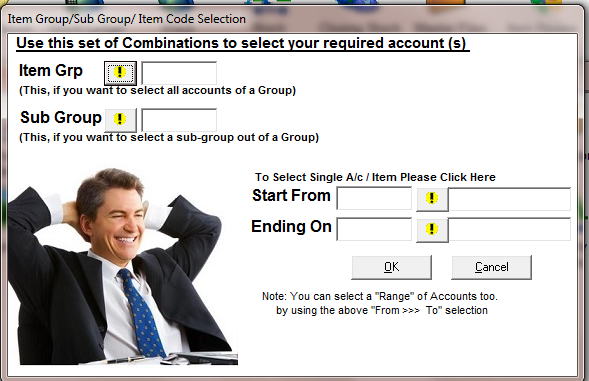 Item Group/Sub Group/ Item Code Selection
Use this set of Combinations to select your required account (s)
Item Grp !
(This, if you want to select all accounts of a Group)
Sub Group !
(This, if you want to select a sub-group out of a Group)
To Select Single A/c / Item Please Click Here
Start From !
Ending On !
OK Cancel
Note: You can select a "Range" of Accounts too.
by using the above "From >>> To" selection